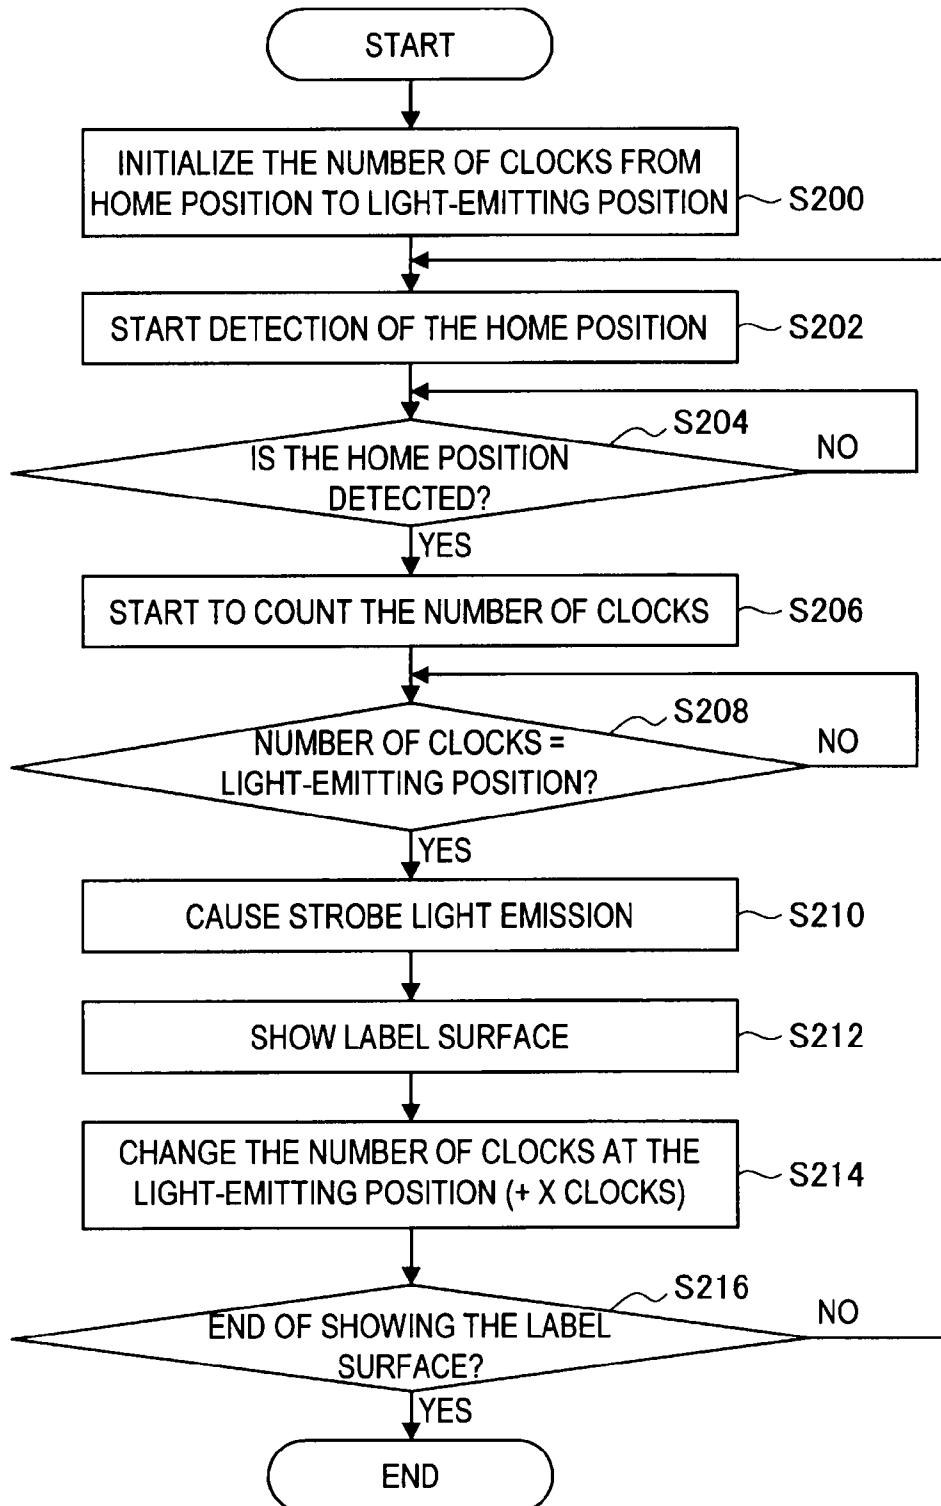 START
INITIALIZE THE NUMBER OF CLOCKS FROM
HOME POSITION TO LIGHT-EMITTING POSITION
S200
START DETECTION OF THE HOME POSITION
S202
S204
IS THE HOME POSITION
DETECTED?
NO
YES
START TO COUNT THE NUMBER OF CLOCKS
S206
S208
NUMBER OF CLOCKS =
LIGHT-EMITTING POSITION?
NO
YES
CAUSE STROBE LIGHT EMISSION
S210
SHOW LABEL SURFACE
S212
CHANGE THE NUMBER OF CLOCKS AT THE
LIGHT-EMITTING POSITION (+ X CLOCKS)
S214
S216
END OF SHOWING THE LABEL
SURFACE?
NO
YES
END